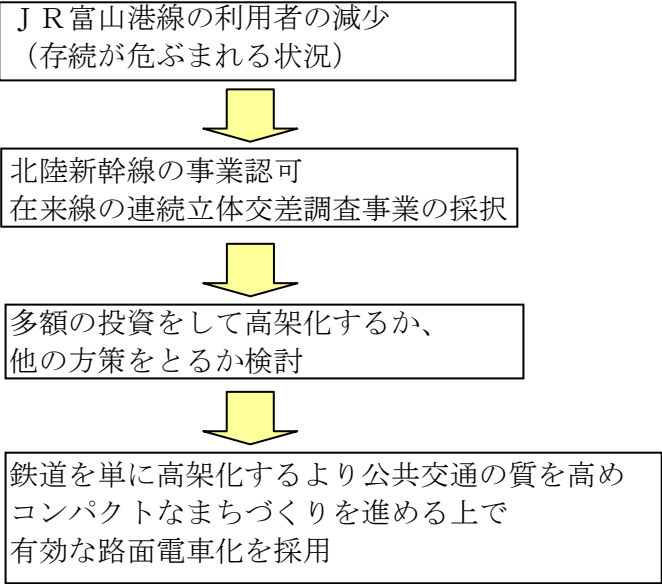 ＪＲ富山港線の利用者の減少
（存続が危ぶまれる状況）
北陸新幹線の事業認可
在来線の連続立体交差調査事業の採択
多額の投資をして高架化するか、
他の方策をとるか検討
鉄道を単に高架化するより公共交通の質を高め
コンパクトなまちづくりを進める上で
有効な路面電車化を採用